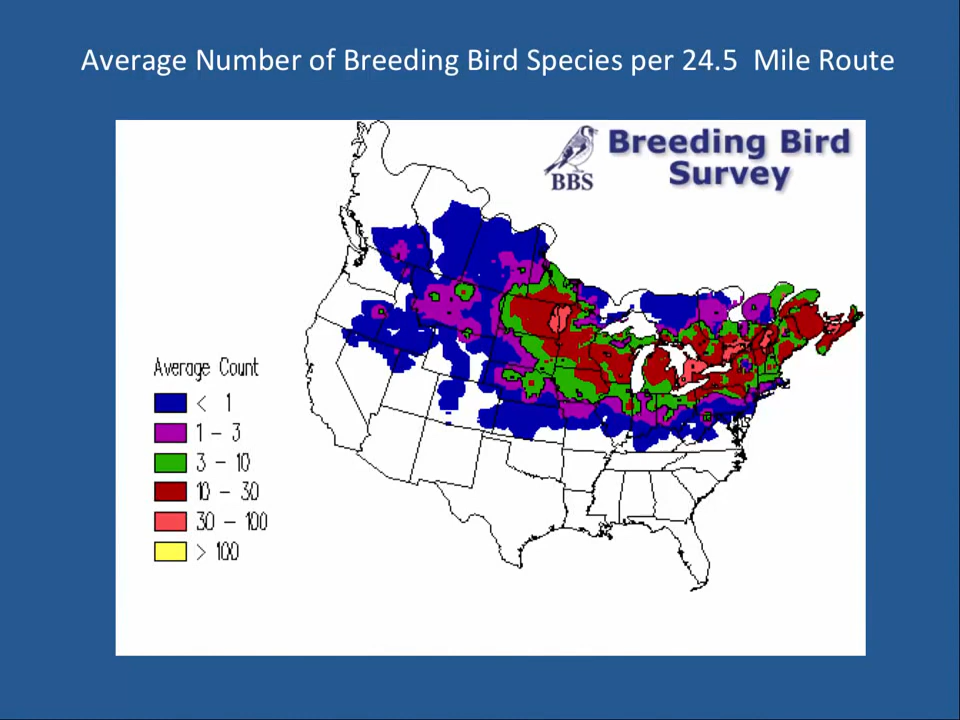 Average Number of Breeding Bird Species per 24.5  Mile Route
Breeding Bird
Survey
BBS
Average Count
< 1
1 – 3
3 – 10
10 – 30
30 – 100
> 100